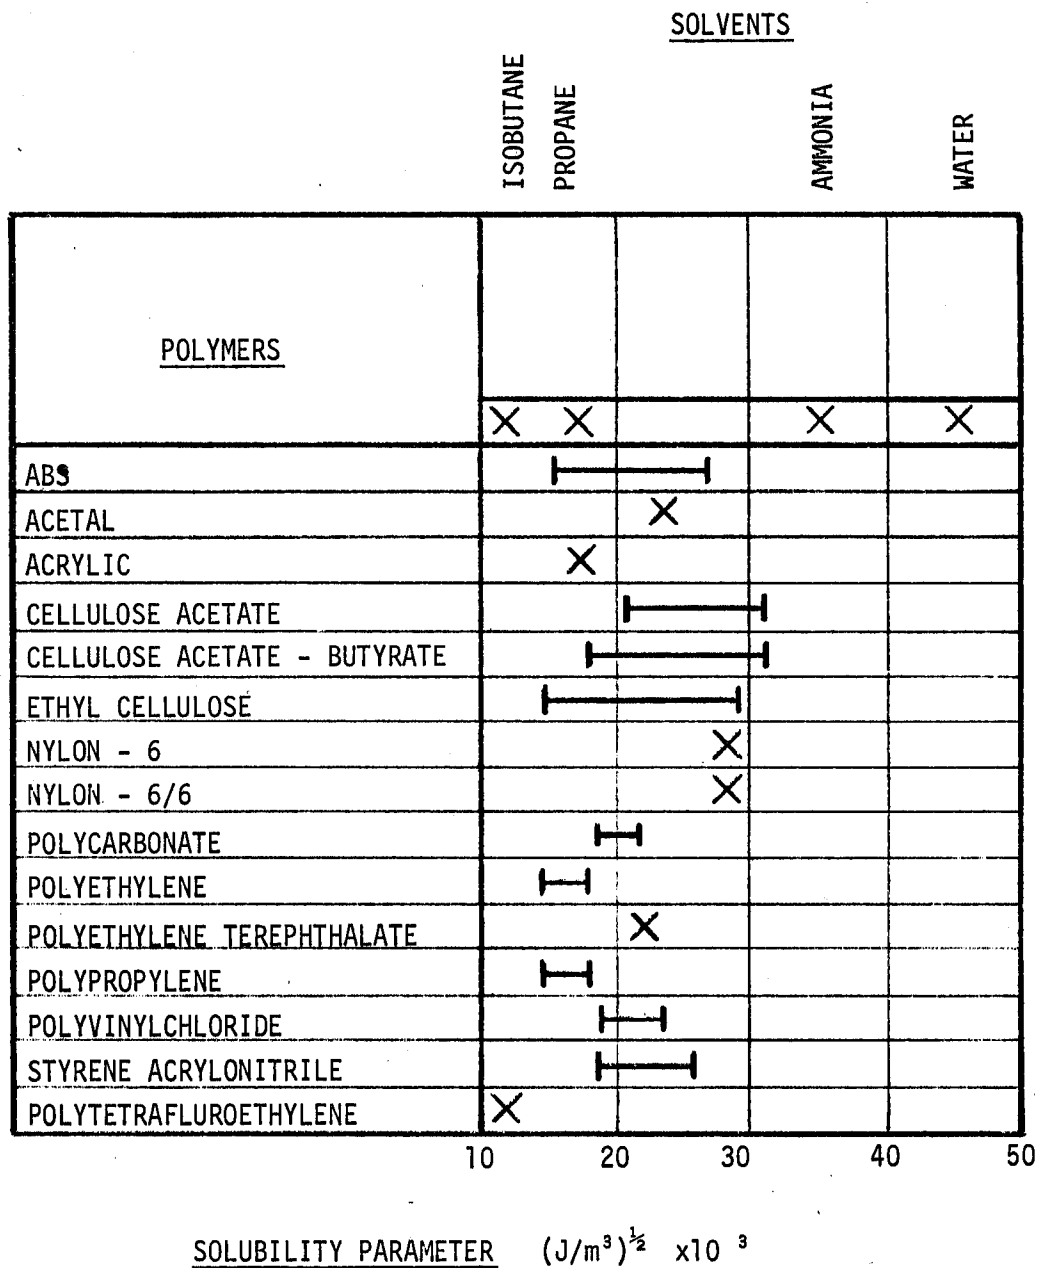 SOLVENTS
ISOBUTANE
PROPANE
AMMONIA
WATER
POLYMERS
ABS
ACETAL
ACRYLIC
CELLULOSE ACETATE
CELLULOSE ACETATE - BUTYRATE
ETHYL CELLULOSE
NYLON - 6
NYLON - 6/6
POLYCARBONATE
POLYETHYLENE
POLYETHYLENE TEREPHTHALATE
POLYPROPYLENE
POLYVINYLCHLORIDE
STYRENE ACRYLONITRILE
POLYTETRAFLUROETHYLENE
10 20 30 40 50
SOLUBILITY PARAMETER (J/m³)^½ x10 ³